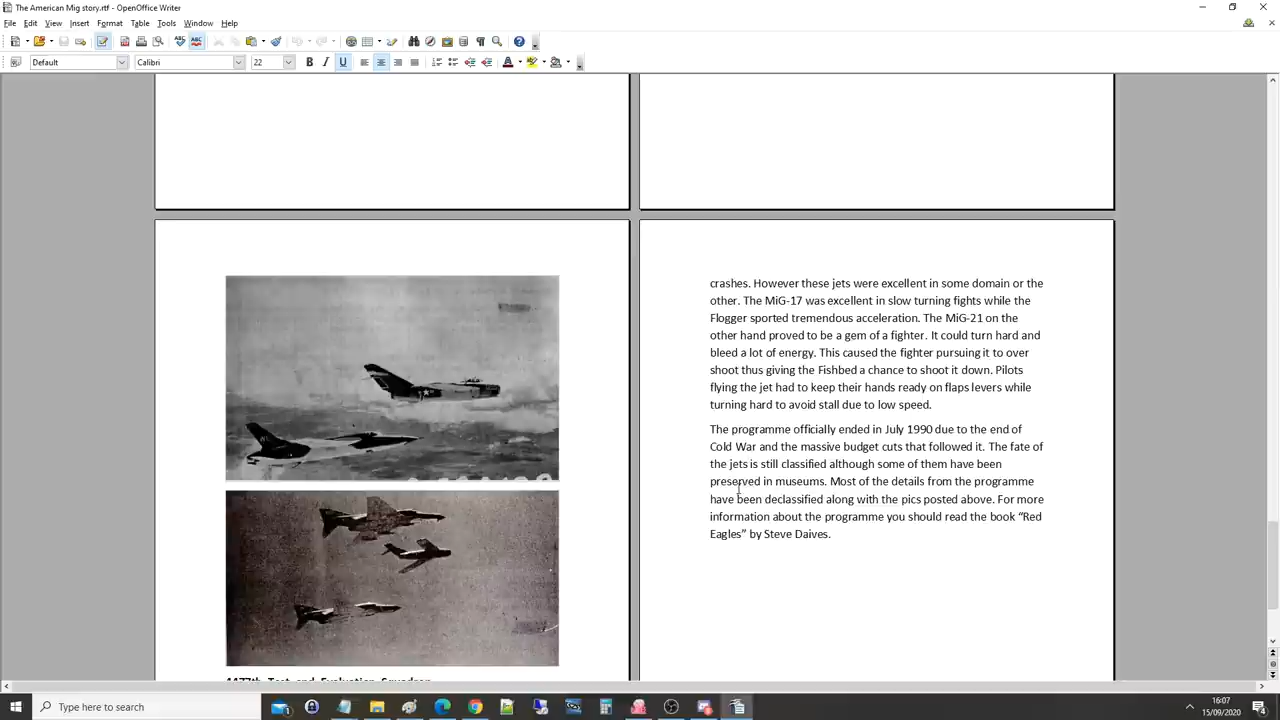 The American Mig story.rtf - OpenOffice Writer
File Edit View Insert Format Table Tools Window Help
Default Calibri 22
crashes. However these jets were excellent in some domain or the
other. The MiG-17 was excellent in slow turning fights while the
Flogger sported tremendous acceleration. The MiG-21 on the
other hand proved to be a gem of a fighter. It could turn hard and
bleed a lot of energy. This caused the fighter pursuing it to over
shoot thus giving the Fishbed a chance to shoot it down. Pilots
flying the jet had to keep their hands ready on flaps levers while
turning hard to avoid stall due to low speed.
The programme officially ended in July 1990 due to the end of
Cold War and the massive budget cuts that followed it. The fate of
the jets is still classified although some of them have been
preserved in museums. Most of the details from the programme
have been declassified along with the pics posted above. For more
information about the programme you should read the book “Red
Eagles” by Steve Daives.
4477th Test and Evaluation Squadron
Type here to search
16:07
15/09/2020